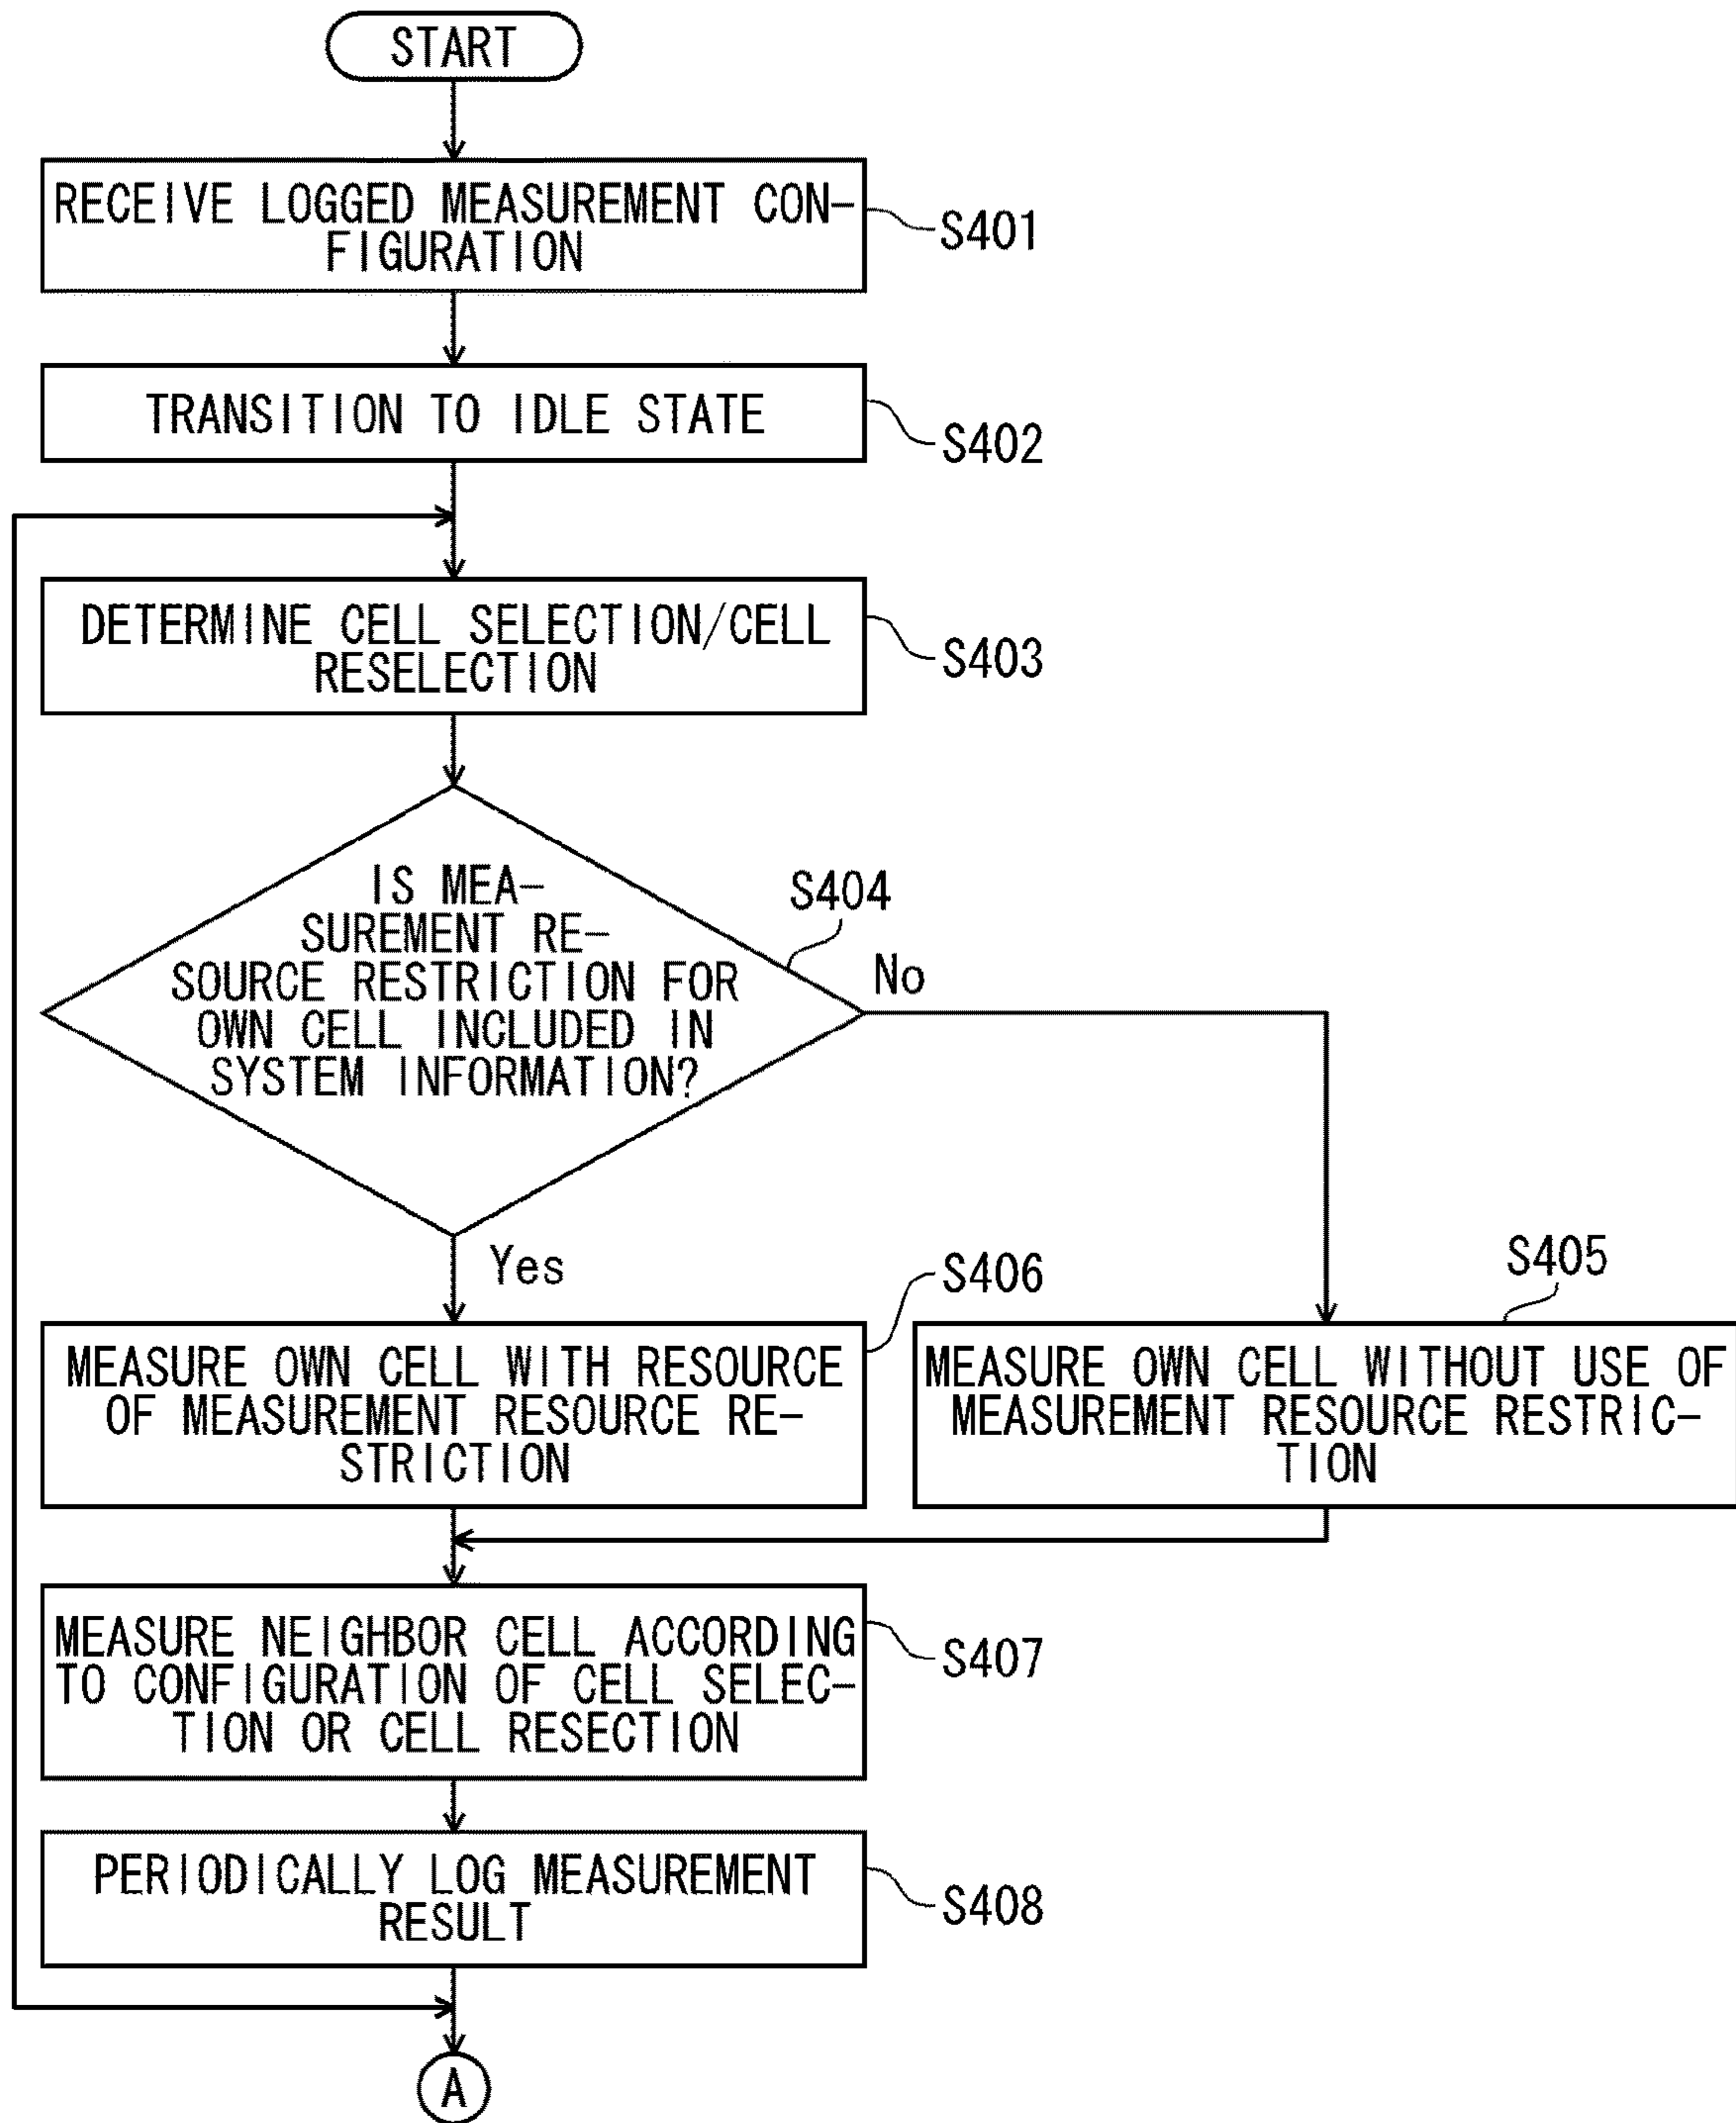 START
RECEIVE LOGGED MEASUREMENT CON-
FIGURATION
S401
TRANSITION TO IDLE STATE
S402
DETERMINE CELL SELECTION/CELL
RESELECTION
S403
IS MEA-
SUREMENT RE-
SOURCE RESTRICTION FOR
OWN CELL INCLUDED IN
SYSTEM INFORMATION?
S404
No
Yes
S406
MEASURE OWN CELL WITH RESOURCE
OF MEASUREMENT RESOURCE RE-
STRICTION
S405
MEASURE OWN CELL WITHOUT USE OF
MEASUREMENT RESOURCE RESTRIC-
TION
MEASURE NEIGHBOR CELL ACCORDING
TO CONFIGURATION OF CELL SELEC-
TION OR CELL RESECTION
S407
PERIODICALLY LOG MEASUREMENT
RESULT
S408
A